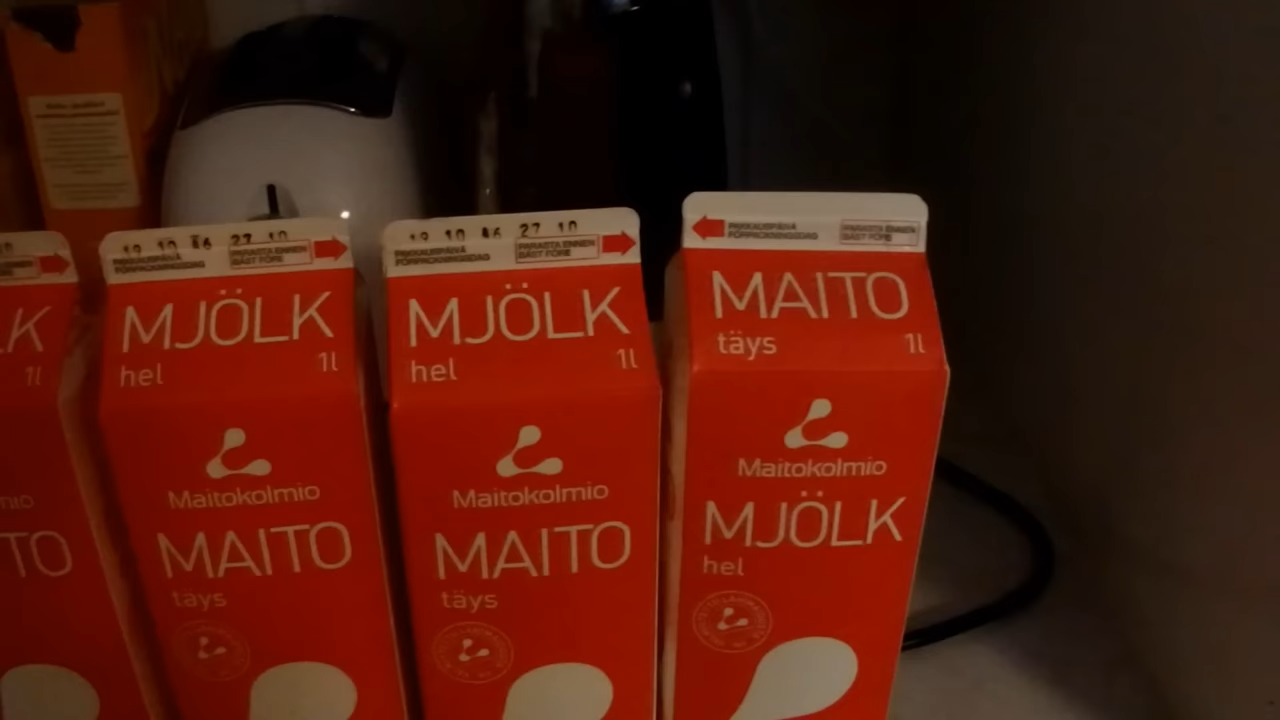 LK
1l
TO
19 10 16 27 10
PAKKAUSPÄIVÄ PARASTA ENNEN
FÖRPACKNINGSDAG BÄST FÖRE
MJÖLK
hel 1l
Maitokolmio
MAITO
täys
19 10 16 27 10
PAKKAUSPÄIVÄ PARASTA ENNEN
FÖRPACKNINGSDAG BÄST FÖRE
MJÖLK
hel 1l
Maitokolmio
MAITO
täys
PAKKAUSPÄIVÄ PARASTA ENNEN
FÖRPACKNINGSDAG BÄST FÖRE
MAITO
täys 1l
Maitokolmio
MJÖLK
hel